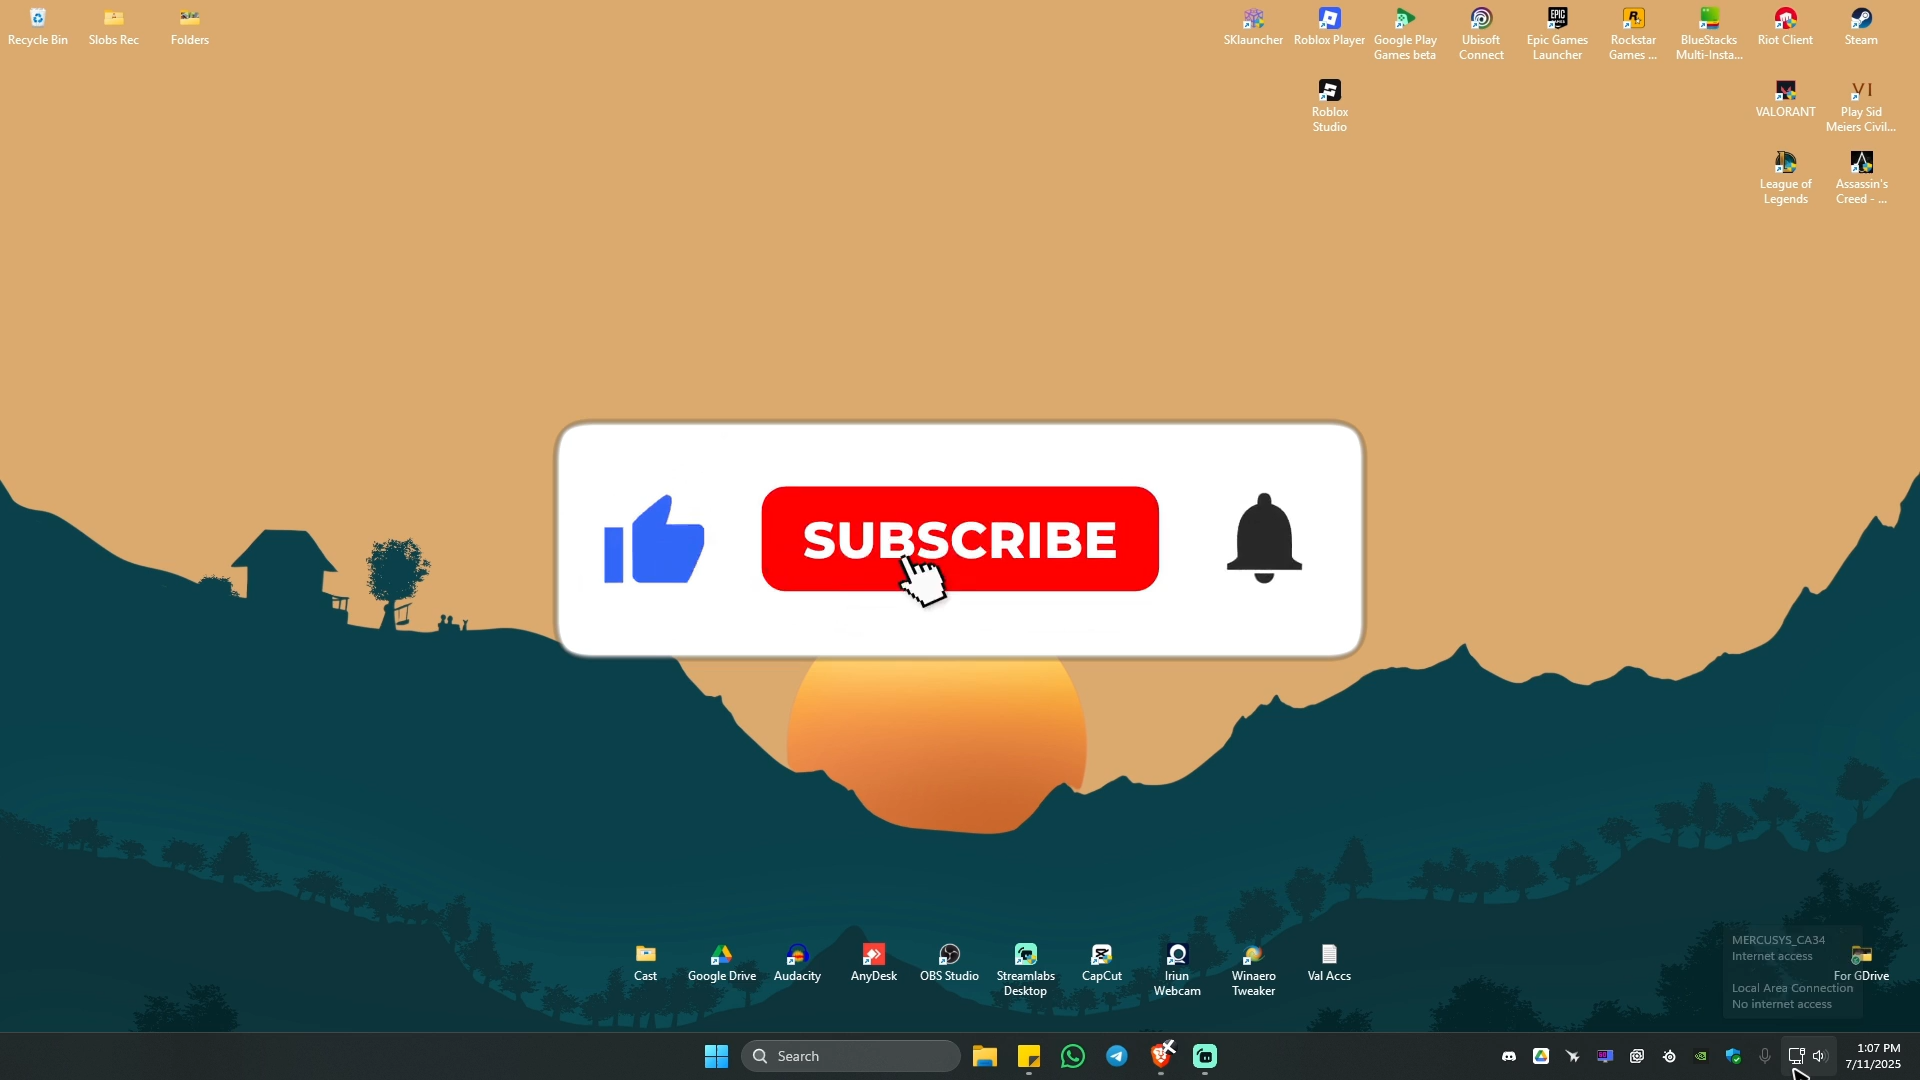 Recycle Bin
Slobs Rec
Folders
SKlauncher
Roblox Player
Google Play
Games beta
Ubisoft
Connect
EPIC
GAMES
Epic Games
Launcher
Rockstar
Games ...
BlueStacks
Multi-Insta...
Riot Client
Steam
Roblox
Studio
VALORANT
VI
Play Sid
Meiers Civil...
League of
Legends
Assassin's
Creed - ...
SUBSCRIBE
Cast
Google Drive
Audacity
AnyDesk
OBS Studio
Streamlabs
Desktop
CapCut
Iriun
Webcam
Winaero
Tweaker
Val Accs
For GDrive
MERCUSYS_CA34
Internet access
Local Area Connection
No internet access
Search
1:07 PM
7/11/2025